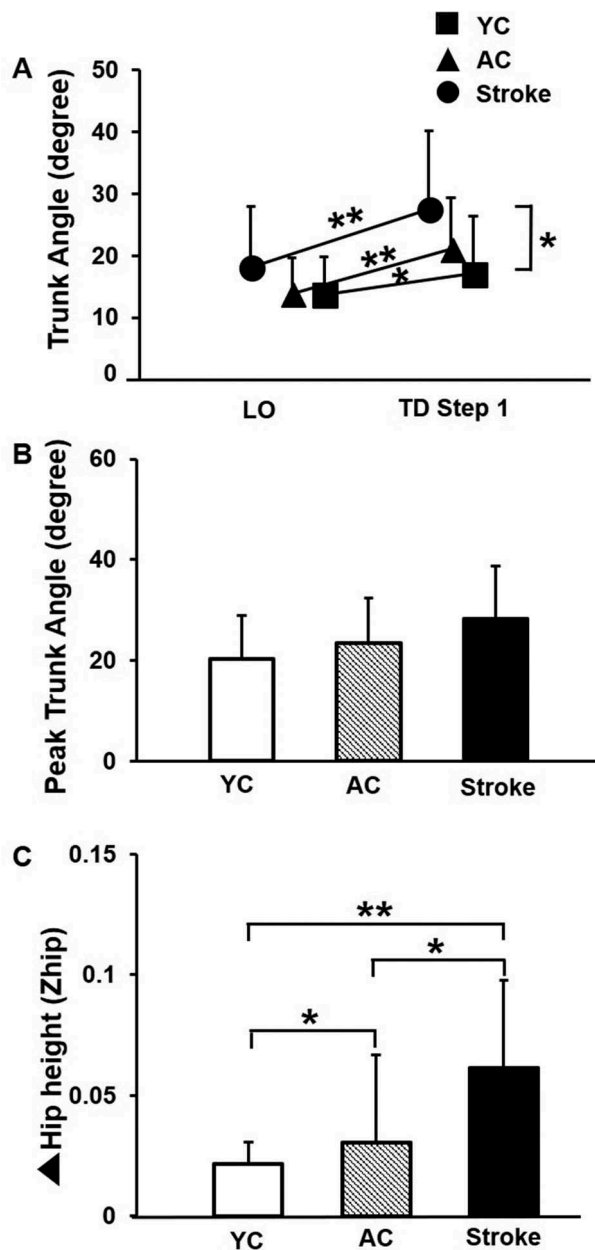 YC
AC
Stroke
A
Trunk Angle (degree)
50
40
30
20
10
0
**
**
*
*
LO
TD Step 1
B
Peak Trunk Angle (degree)
60
40
20
0
YC
AC
Stroke
C
▲Hip height (Zhip)
0.15
0.1
0.05
0
**
*
*
YC
AC
Stroke